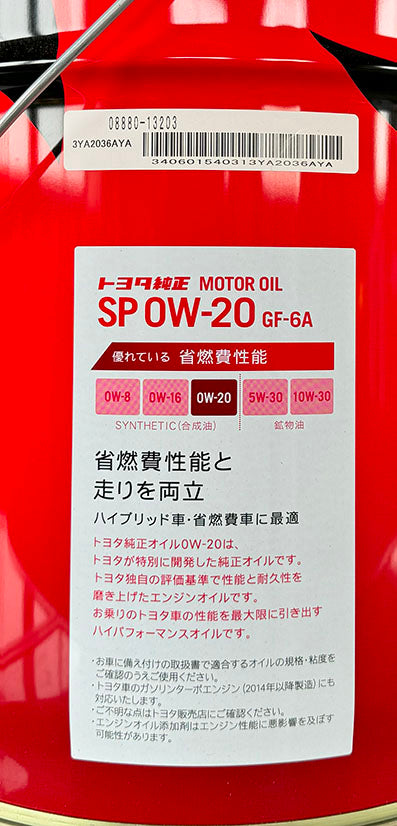 08880-13203
3YA2036AYA
340601540313YA2036AYA
トヨタ純正 MOTOR OIL
SP 0W-20 GF-6A
優れている 省燃費性能
0W-8 0W-16 0W-20 5W-30 10W-30
SYNTHETIC(合成油) 鉱物油
省燃費性能と
走りを両立
ハイブリッド車・省燃費車に最適
トヨタ純正オイル0W-20は、
トヨタが特別に開発した純正オイルです。
トヨタ独自の評価基準で性能と耐久性を
磨き上げたエンジンオイルです。
お乗りのトヨタ車の性能を最大限に引き出す
ハイパフォーマンスオイルです。
・お車に備え付けの取扱書で適合するオイルの規格・粘度を
ご確認のうえご使用ください。
・トヨタ車のガソリンターボエンジン(2014年以降製造)にも
対応いたします。
・ご不明な点はトヨタ販売店にご確認ください。
・エンジンオイル添加剤はエンジン性能に悪影響を及ぼす
可能性があります。